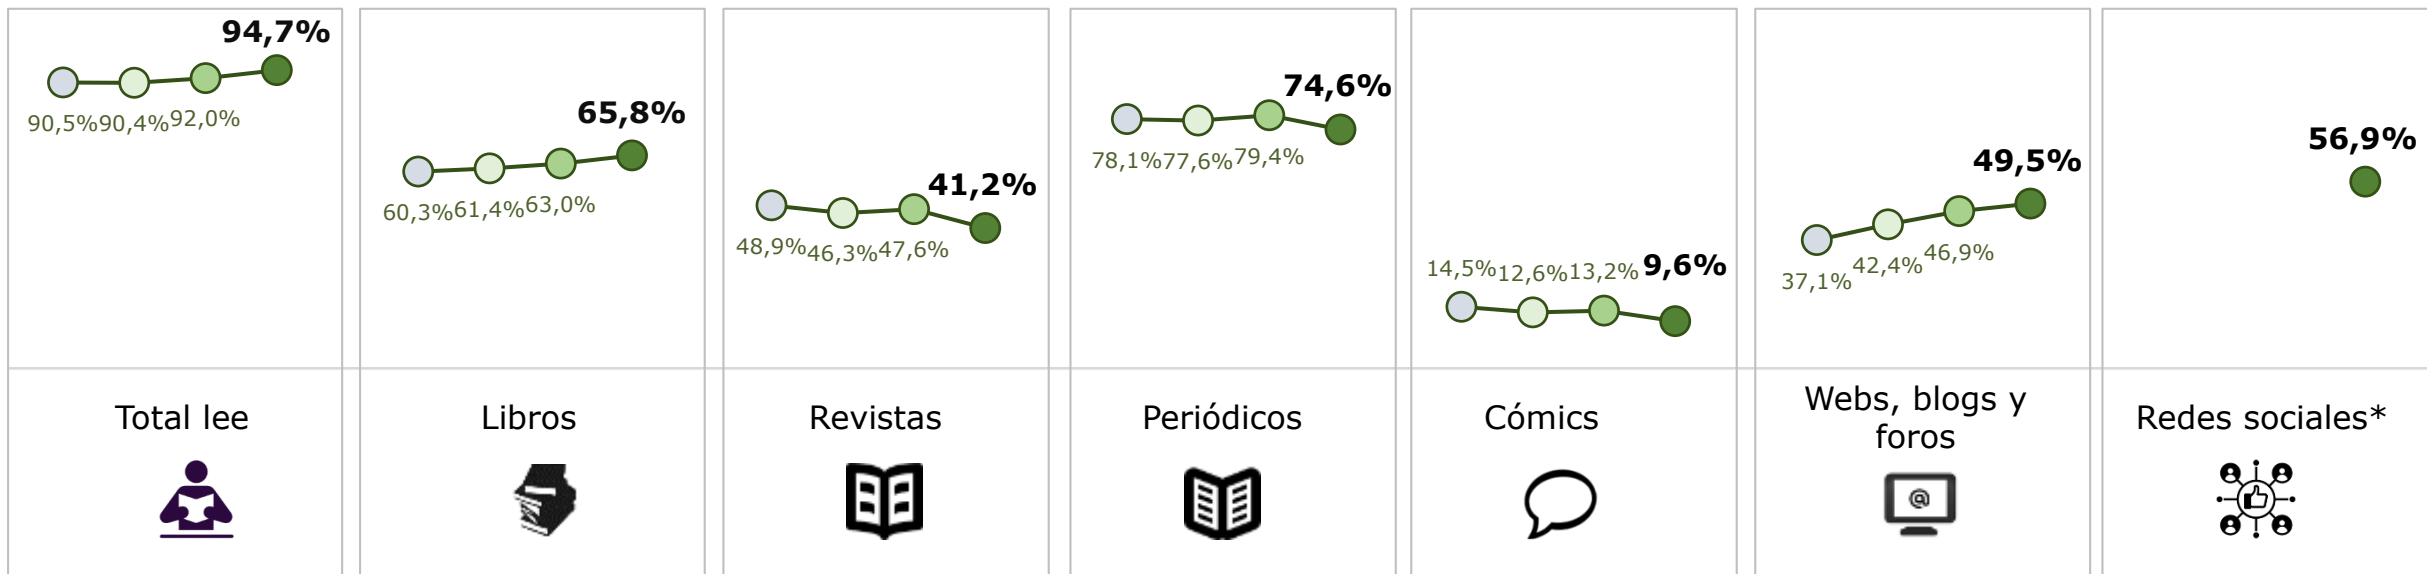 94,7%
90,5% 90,4% 92,0%
Total lee
65,8%
60,3% 61,4% 63,0%
Libros
41,2%
48,9% 46,3% 47,6%
Revistas
74,6%
78,1% 77,6% 79,4%
Periódicos
14,5% 12,6% 13,2% 9,6%
Cómics
49,5%
37,1% 42,4% 46,9%
Webs, blogs y
foros
@
56,9%
Redes sociales*